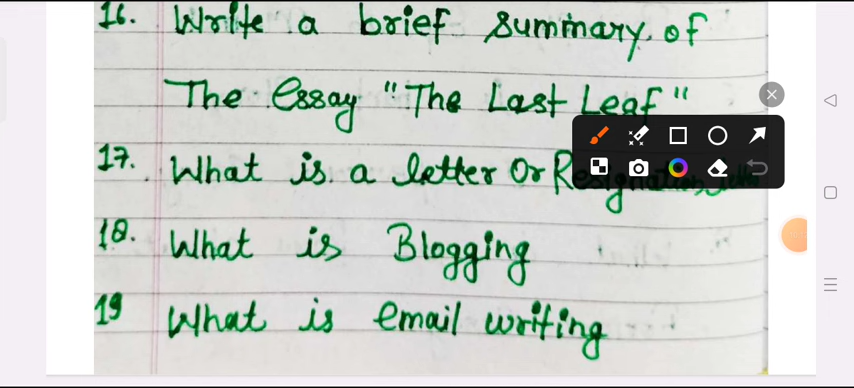 16. Write a brief summary of
The Essay "The Last Leaf"
17. What is a letter Or Resignation
18. What is Blogging
19 What is email writing